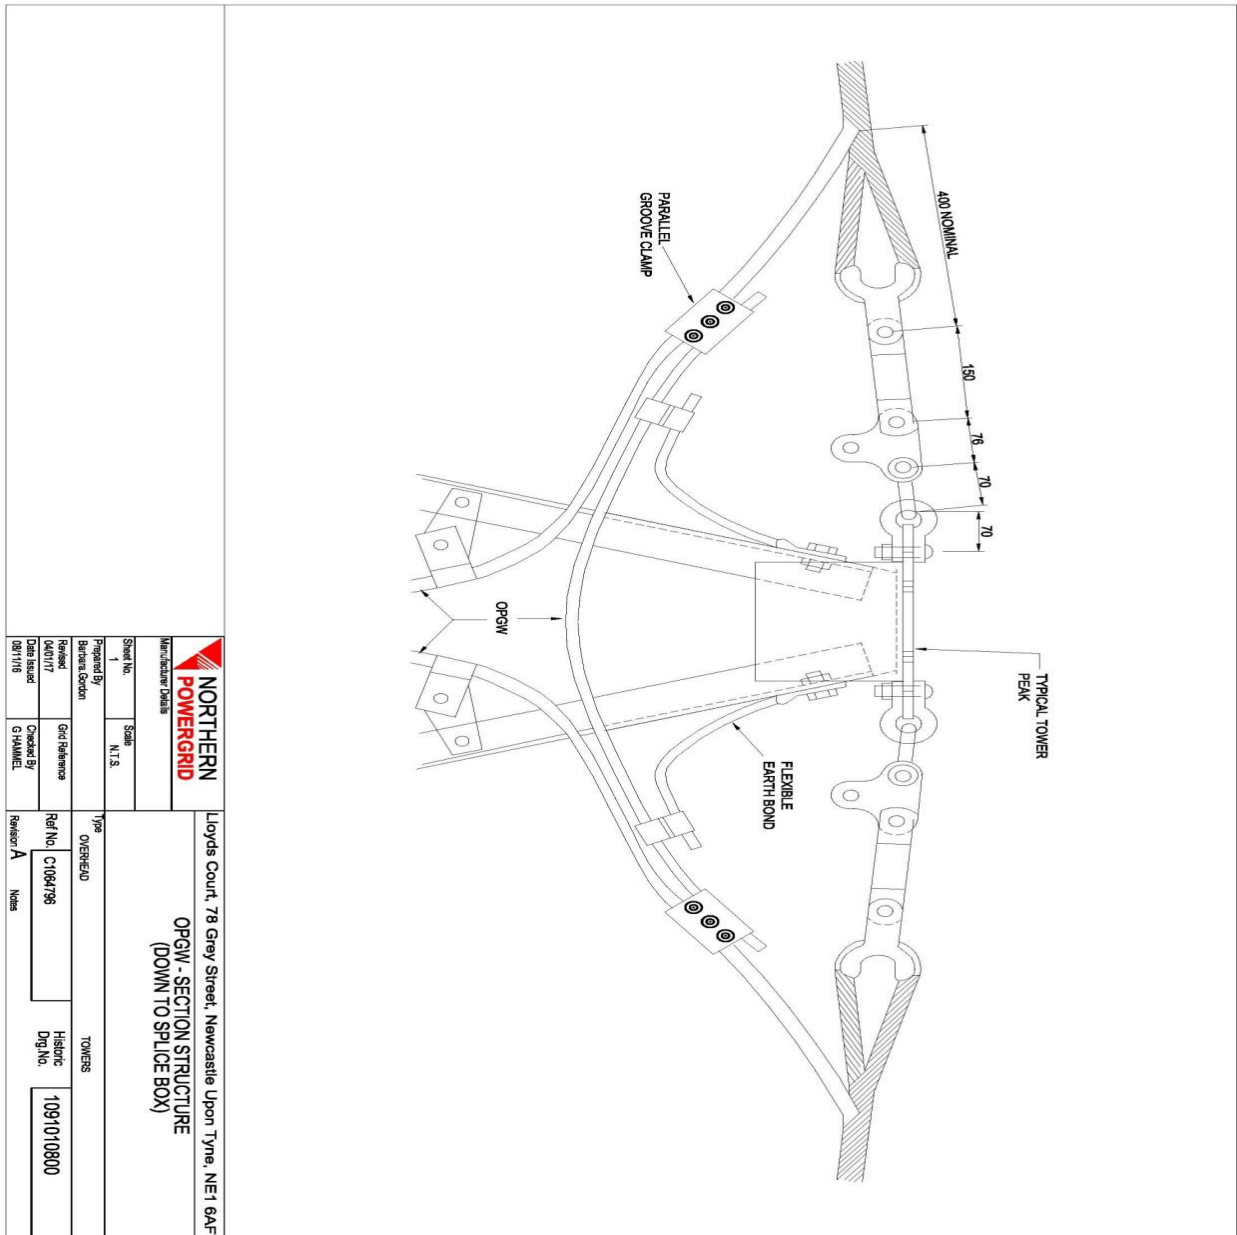 TYPICAL TOWER
PEAK
400 NOMINAL
150
76
70
70
PARALLEL
GROOVE CLAMP
OPGW
FLEXIBLE
EARTH BOND
NORTHERN
POWERGRID
Lloyds Court, 78 Grey Street, Newcastle Upon Tyne, NE1 6AF
Manufacturer Details
OPGW - SECTION STRUCTURE
(DOWN TO SPLICE BOX)
Sheet No.
1
Scale
N.T.S.
Prepared By
Barbara.Gordon
Type
OVERHEAD
TOWERS
Revised
04/01/17
Grid Reference
Ref No.
C1064796
Historic
Drg.No.
1091010800
Date Issued
08/11/16
Checked By
G HAMMEL
Revision A
Notes